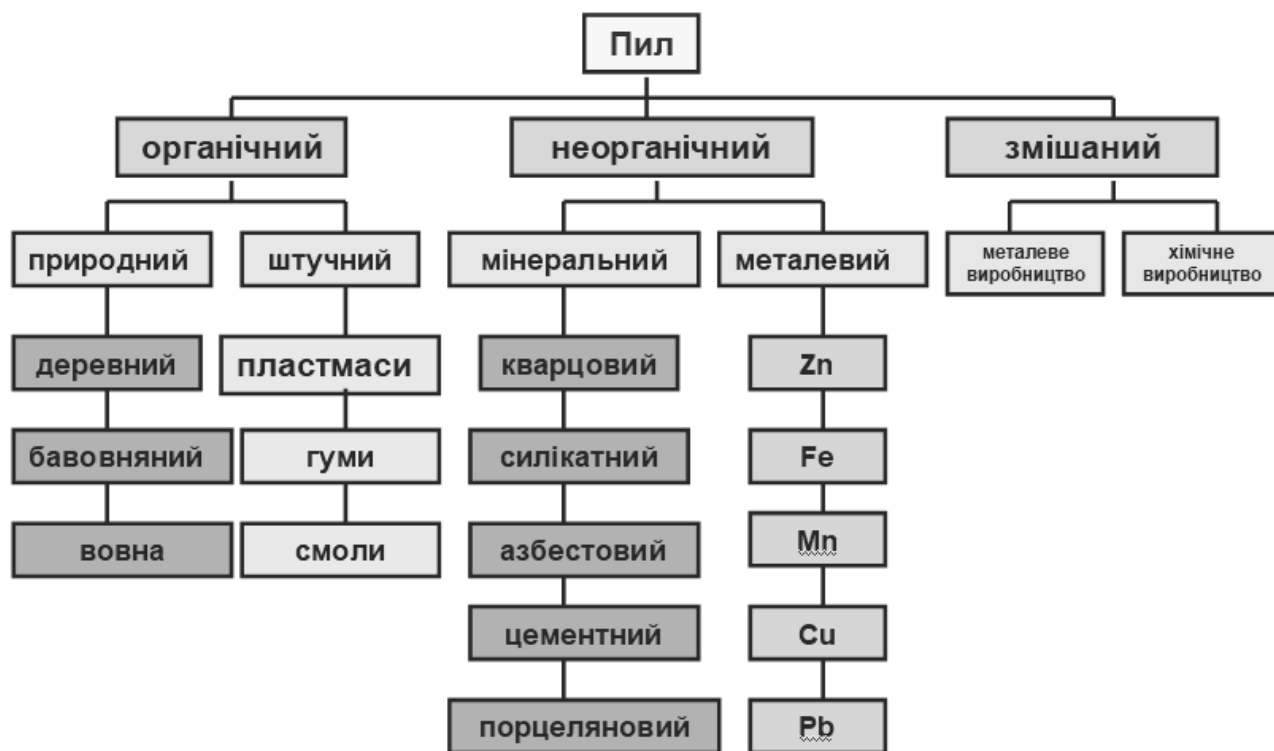 Пил
органічний
неорганічний
змішаний
природний
штучний
мінеральний
металевий
металеве
виробництво
хімічне
виробництво
деревний
пластмаси
кварцовий
Zn
бавовняний
гуми
силікатний
Fe
вовна
смоли
азбестовий
Mn
цементний
Cu
порцеляновий
Pb